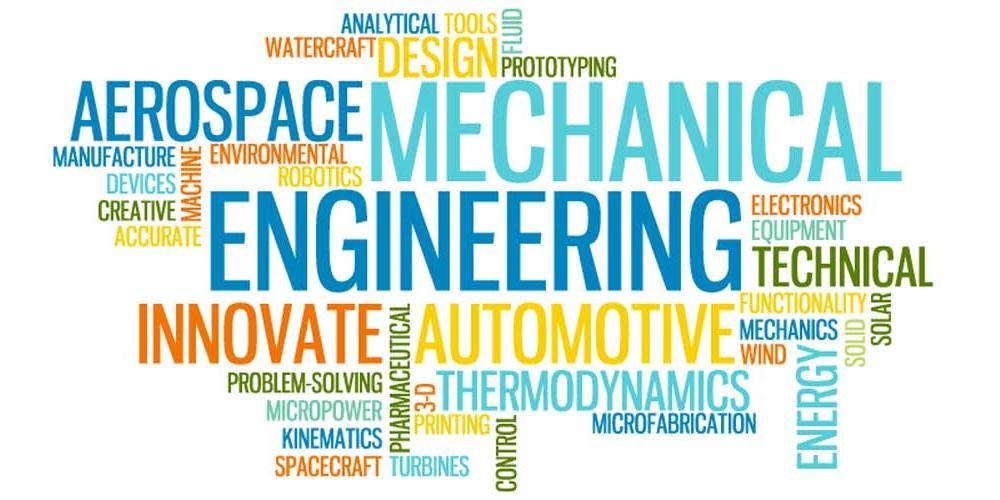 ANALYTICAL TOOLS
FLUID
WATERCRAFT
DESIGN
PROTOTYPING
AEROSPACE
MECHANICAL
MANUFACTURE
MACHINE
ENVIRONMENTAL
DEVICES
ROBOTICS
CREATIVE
ACCURATE
ENGINEERING
ELECTRONICS
EQUIPMENT
TECHNICAL
INNOVATE
PHARMACEUTICAL
AUTOMOTIVE
FUNCTIONALITY
SOLAR
MECHANICS
SOLID
WIND
ENERGY
PROBLEM-SOLVING
3-D
THERMODYNAMICS
MICROPOWER
PRINTING
MICROFABRICATION
KINEMATICS
CONTROL
SPACECRAFT TURBINES